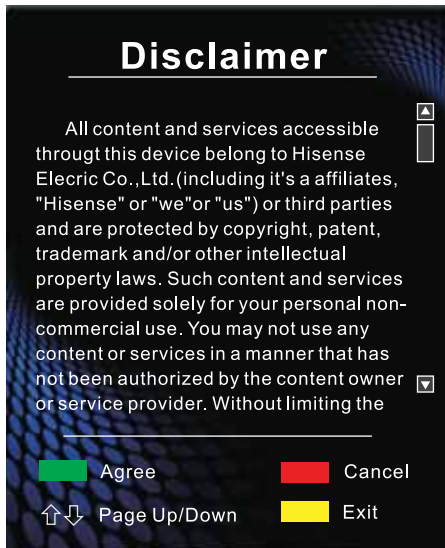 Disclaimer
All content and services accessible
througt this device belong to Hisense
Elecric Co.,Ltd.(including it's a affiliates,
"Hisense" or "we"or "us") or third parties
and are protected by copyright, patent,
trademark and/or other intellectual
property laws. Such content and services
are provided solely for your personal non-
commercial use. You may not use any
content or services in a manner that has
not been authorized by the content owner
or service provider. Without limiting the
Agree
Cancel
Page Up/Down
Exit